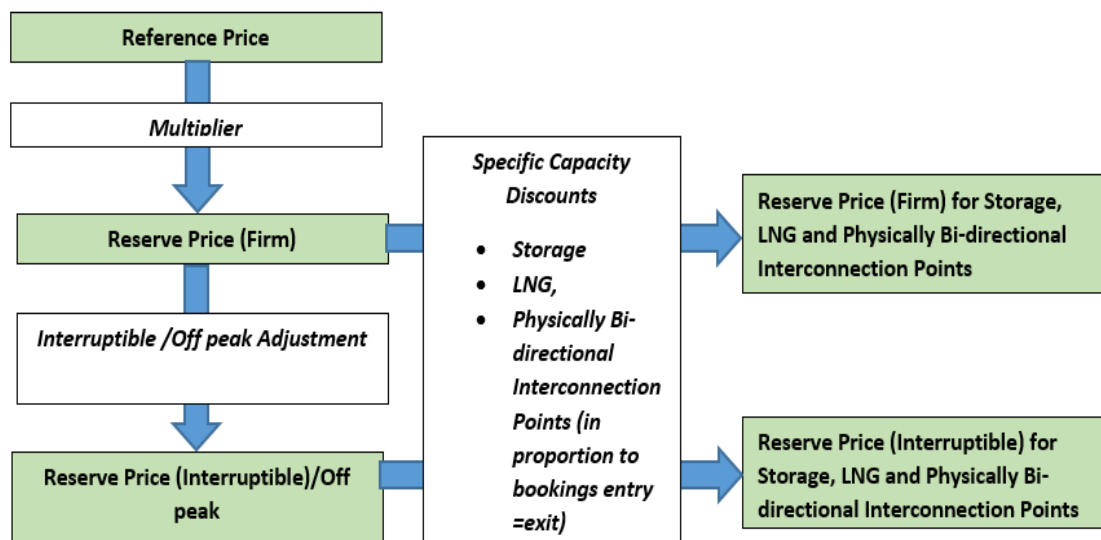 Reference Price
Multiplier
Reserve Price (Firm)
Interruptible /Off peak Adjustment
Reserve Price (Interruptible)/Off
peak
Specific Capacity
Discounts
• Storage
• LNG,
• Physically Bi-
directional
Interconnection
Points (in
proportion to
bookings entry
=exit)
Reserve Price (Firm) for Storage,
LNG and Physically Bi-directional
Interconnection Points
Reserve Price (Interruptible) for
Storage, LNG and Physically Bi-
directional Interconnection Points